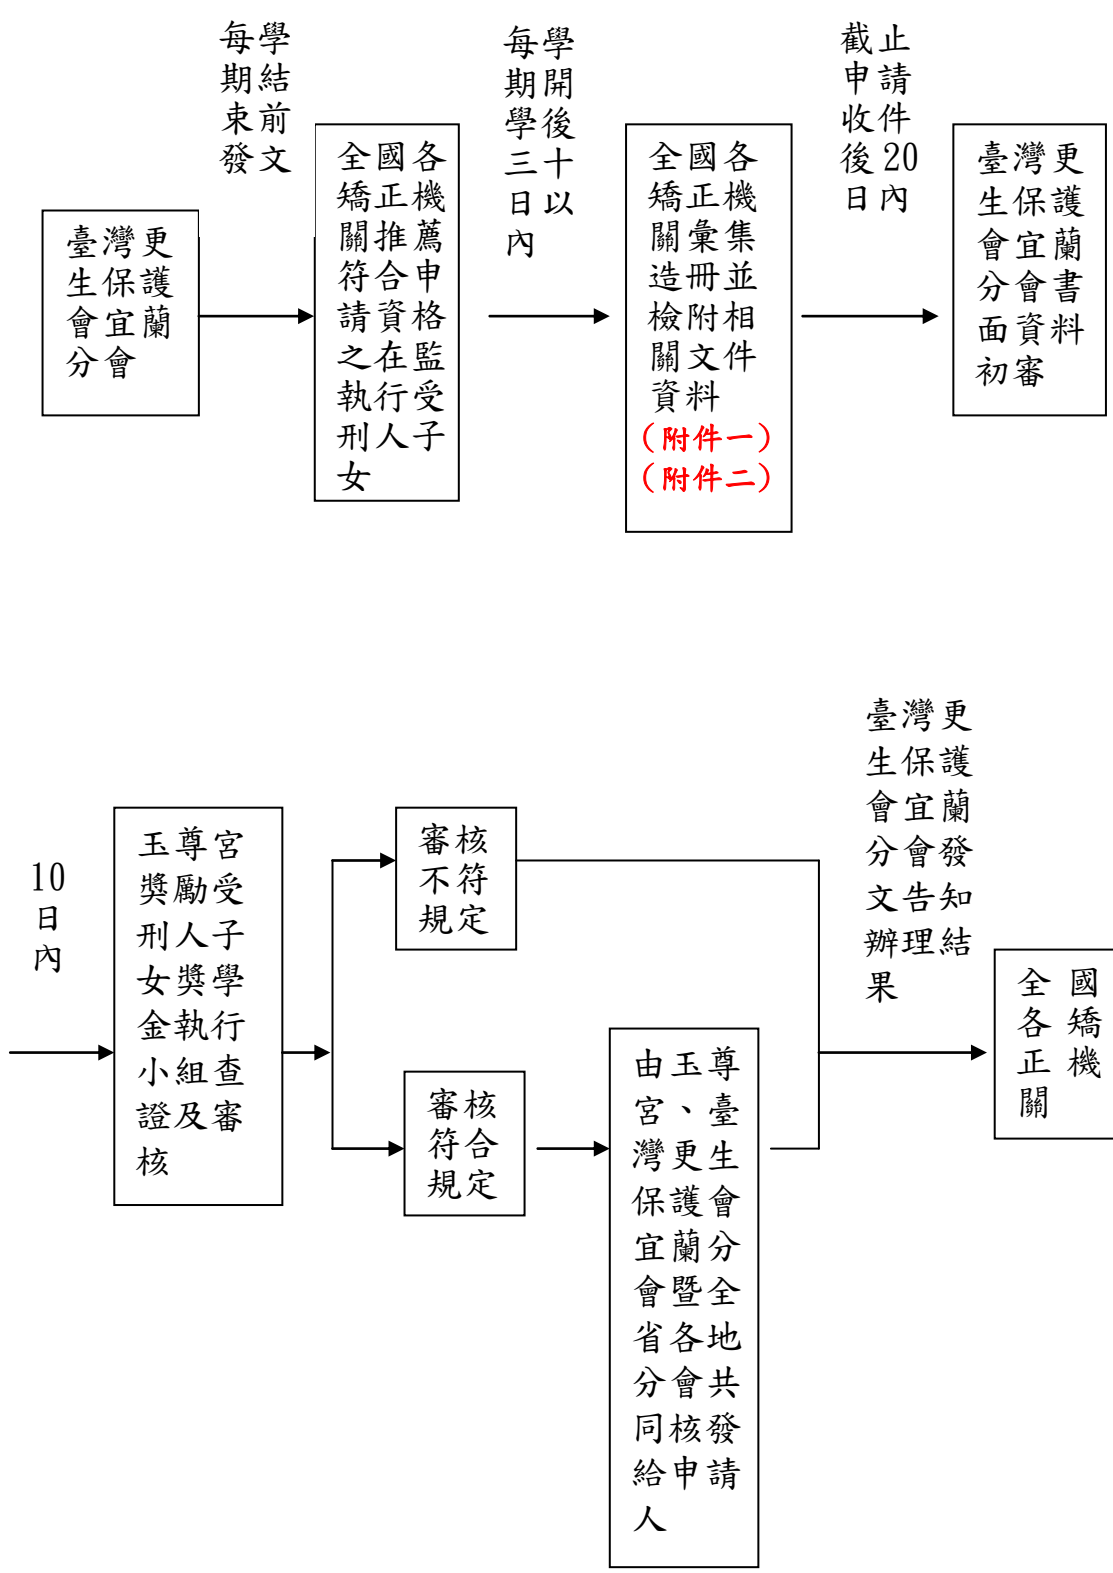 每學
期結
束前
發文
每學
期開
學後
三十
日以
內
截止
申請
收件
後20
日內
臺灣更
生保護
會宜蘭
分會
全國各
矯正機
關推薦
符合申
請資格
之在監
執行受
刑人子
女
全國各
矯正機
關彙集
造冊並
檢附相
關文件
資料
(附件一)
(附件二)
臺灣更
生保護
會宜蘭
分會書
面資料
初審
10
日
內
玉尊宮
獎勵受
刑人子
女獎學
金執行
小組查
證及審
核
審核
不符
規定
審核
符合
規定
由玉尊
宮、臺
灣更生
保護會
宜蘭分
會暨全
省各地
分會共
同核發
給申請
人
臺灣更
生保護
會宜蘭
分會發
文告知
辦理結
果
全國
各矯
正機
關